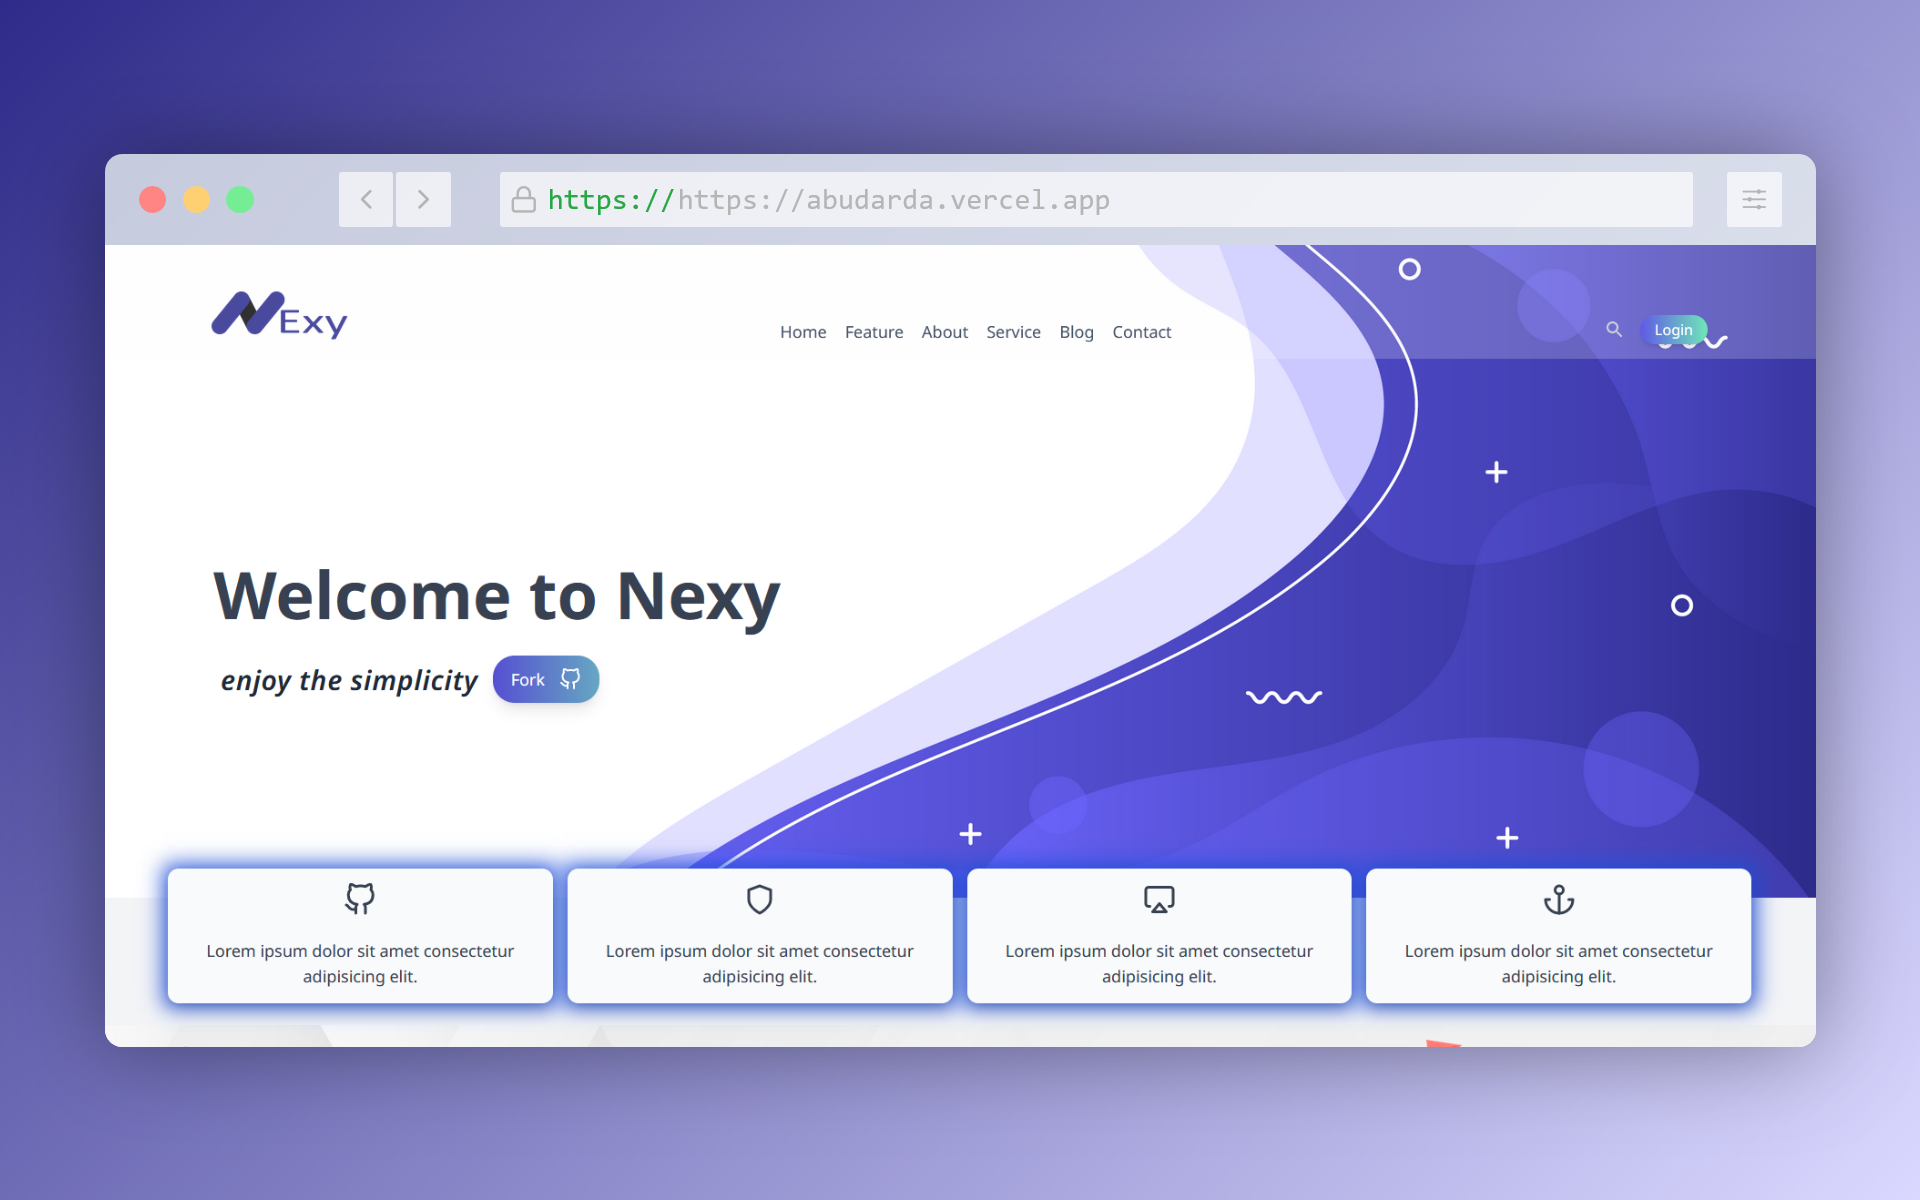 https://https://abudarda.vercel.app
NExy
Home Feature About Service Blog Contact
Login
Welcome to Nexy
enjoy the simplicity Fork
Lorem ipsum dolor sit amet consectetur
adipisicing elit.
Lorem ipsum dolor sit amet consectetur
adipisicing elit.
Lorem ipsum dolor sit amet consectetur
adipisicing elit.
Lorem ipsum dolor sit amet consectetur
adipisicing elit.